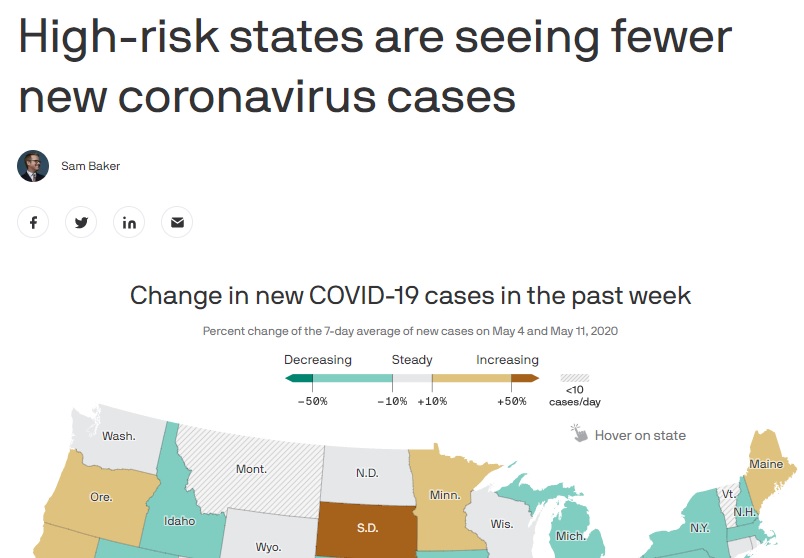 High-risk states are seeing fewer
new coronavirus cases
Sam Baker
Change in new COVID-19 cases in the past week
Percent change of the 7-day average of new cases on May 4 and May 11, 2020
Decreasing Steady Increasing
-50% -10% +10% +50% <10
cases/day
Hover on state
Wash.
Mont.
N.D.
Minn.
Maine
Ore.
Idaho
S.D.
Wis.
Vt.
N.H.
Wyo.
Mich.
N.Y.